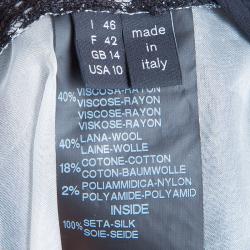 I 46
F 42
GB 14
USA 10
made in
italy
40% VISCOSA-RAYON
VISCOSE-RAYON
VISCOSE-RAYON
VISKOSE-RAYON
40% LANA-WOOL
LAINE-WOLLE
18% COTONE-COTTON
COTON-BAUMWOLLE
2% POLIAMMIDICA-NYLON
POLYAMIDE-POLYAMID
INSIDE
100% SETA-SILK
SOIE-SEIDE